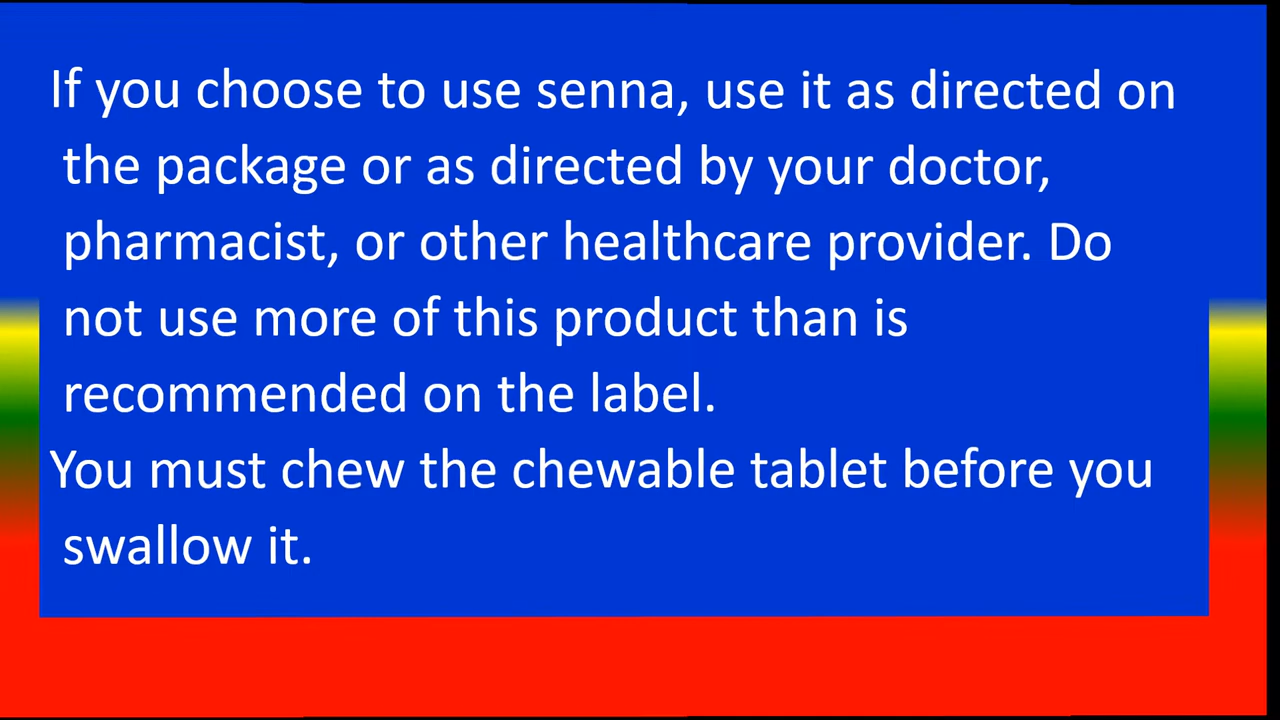 If you choose to use senna, use it as directed on
the package or as directed by your doctor,
pharmacist, or other healthcare provider. Do
not use more of this product than is
recommended on the label.
You must chew the chewable tablet before you
swallow it.